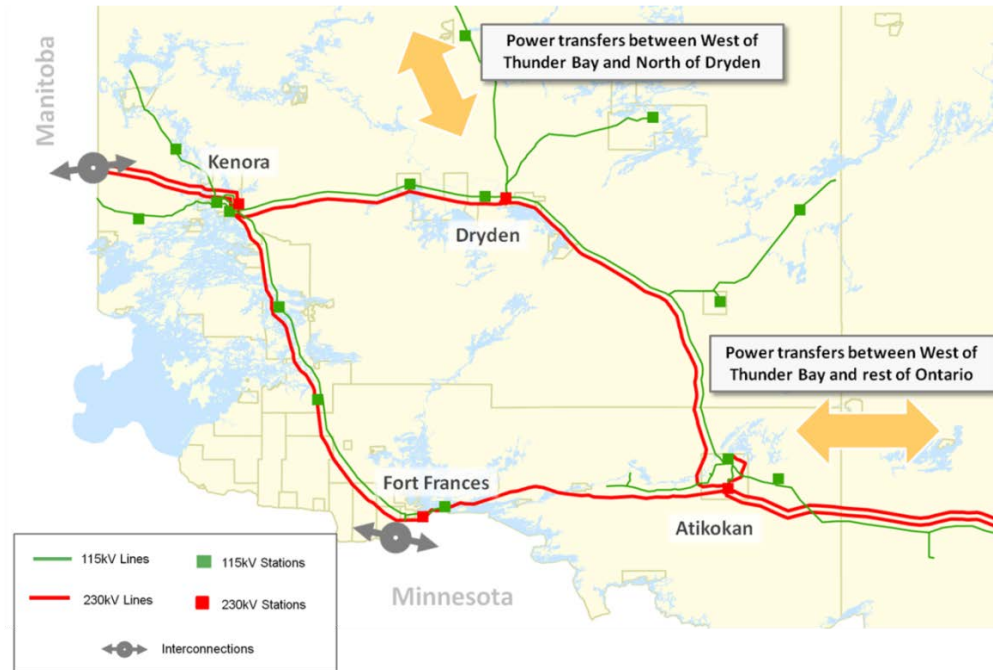 Manitoba
Power transfers between West of
Thunder Bay and North of Dryden
Kenora
Dryden
Power transfers between West of
Thunder Bay and rest of Ontario
Fort Frances
Atikokan
Minnesota
115kV Lines
115kV Stations
230kV Lines
230kV Stations
Interconnections